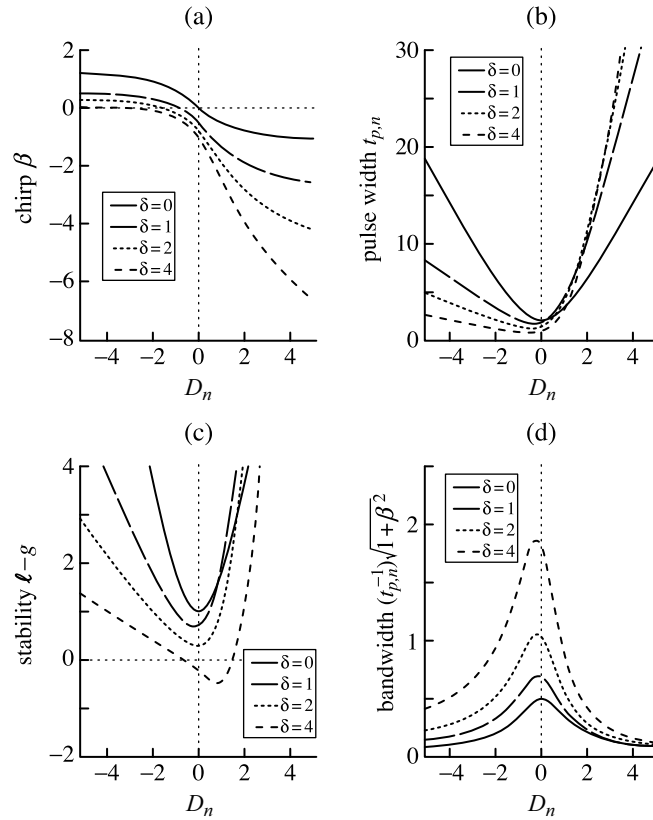 (a)
2
0
−2
−4
−6
−8
chirp β
δ=0
δ=1
δ=2
δ=4
−4 −2 0 2 4
Dn
(b)
30
20
10
0
pulse width tp,n
δ=0
δ=1
δ=2
δ=4
−4 −2 0 2 4
Dn
(c)
4
2
0
−2
stability ℓ−g
δ=0
δ=1
δ=2
δ=4
−4 −2 0 2 4
Dn
(d)
2
1
0
bandwidth (t⁻¹p,n)√1+β²
δ=0
δ=1
δ=2
δ=4
−4 −2 0 2 4
Dn